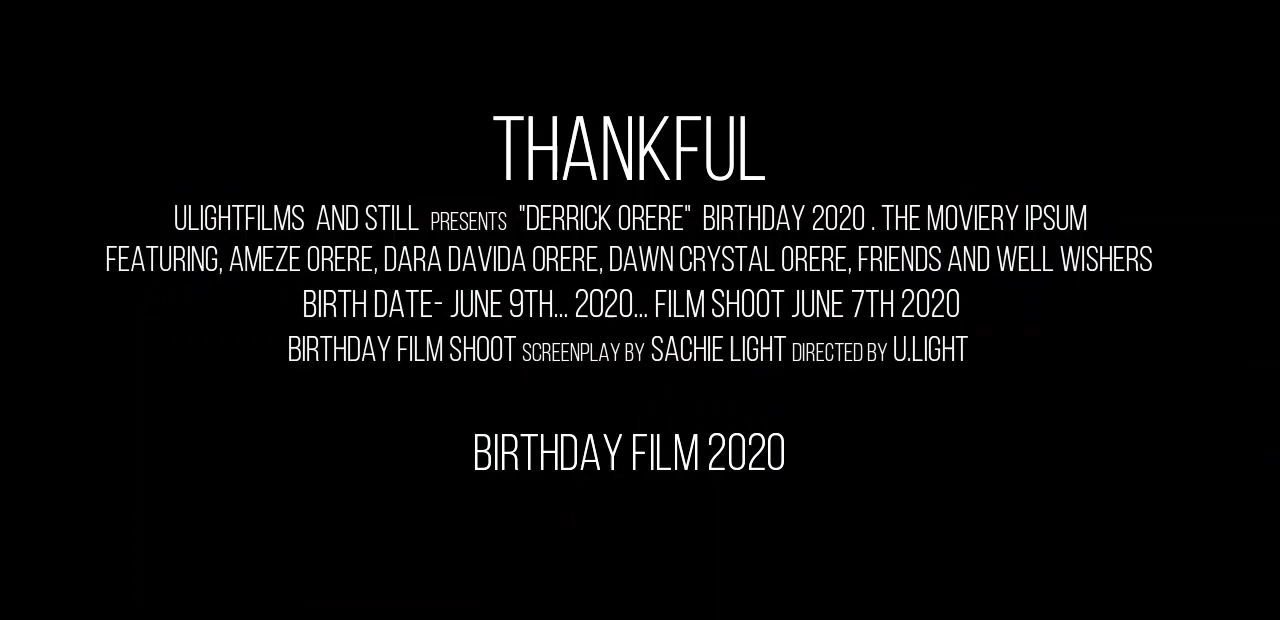 THANKFUL
ULIGHTFILMS AND STILL PRESENTS "DERRICK ORERE" BIRTHDAY 2020 . THE MOVIERY IPSUM
FEATURING, AMEZE ORERE, DARA DAVIDA ORERE, DAWN CRYSTAL ORERE, FRIENDS AND WELL WISHERS
BIRTH DATE- JUNE 9TH... 2020... FILM SHOOT JUNE 7TH 2020
BIRTHDAY FILM SHOOT SCREENPLAY BY SACHIE LIGHT DIRECTED BY U.LIGHT
BIRTHDAY FILM 2020